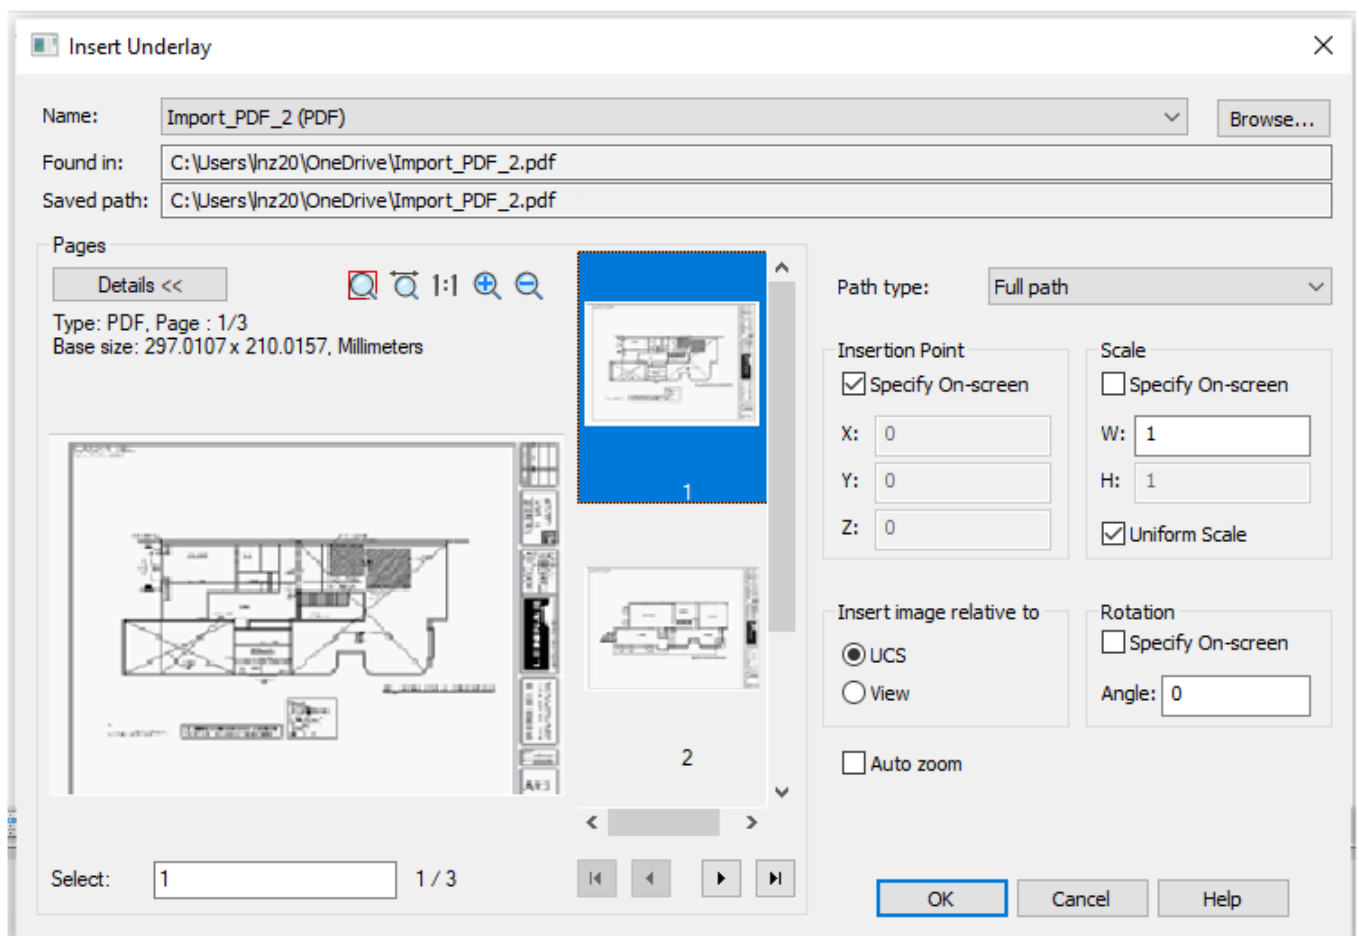 Insert Underlay
Name: Import_PDF_2 (PDF) Browse...
Found in: C:\Users\lnz20\OneDrive\Import_PDF_2.pdf
Saved path: C:\Users\lnz20\OneDrive\Import_PDF_2.pdf
Pages
Details <<
1:1
Type: PDF, Page : 1/3
Base size: 297.0107 x 210.0157, Millimeters
1
2
Select: 1 1 / 3
Path type: Full path
Insertion Point
Specify On-screen
X: 0
Y: 0
Z: 0
Scale
Specify On-screen
W: 1
H: 1
Uniform Scale
Insert image relative to
UCS
View
Rotation
Specify On-screen
Angle: 0
Auto zoom
OK Cancel Help